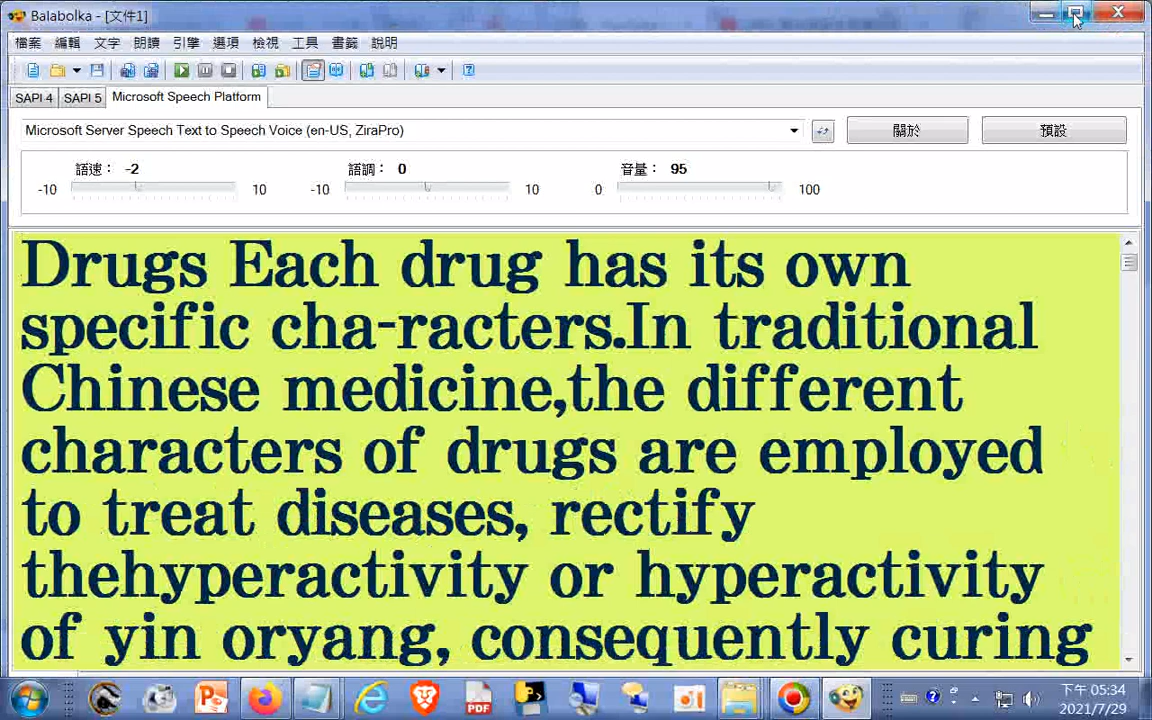 Balabolka - [文件1]
檔案 編輯 文字 朗讀 引擎 選項 檢視 工具 書籤 說明
SAPI 4 SAPI 5 Microsoft Speech Platform
Microsoft Server Speech Text to Speech Voice (en-US, ZiraPro) 關於 預設
語速： -2 語調： 0 音量： 95
-10 10 -10 10 0 100
Drugs Each drug has its own
specific cha-racters.In traditional
Chinese medicine,the different
characters of drugs are employed
to treat diseases, rectify
thehyperactivity or hyperactivity
of yin oryang, consequently curing
下午 05:34
2021/7/29